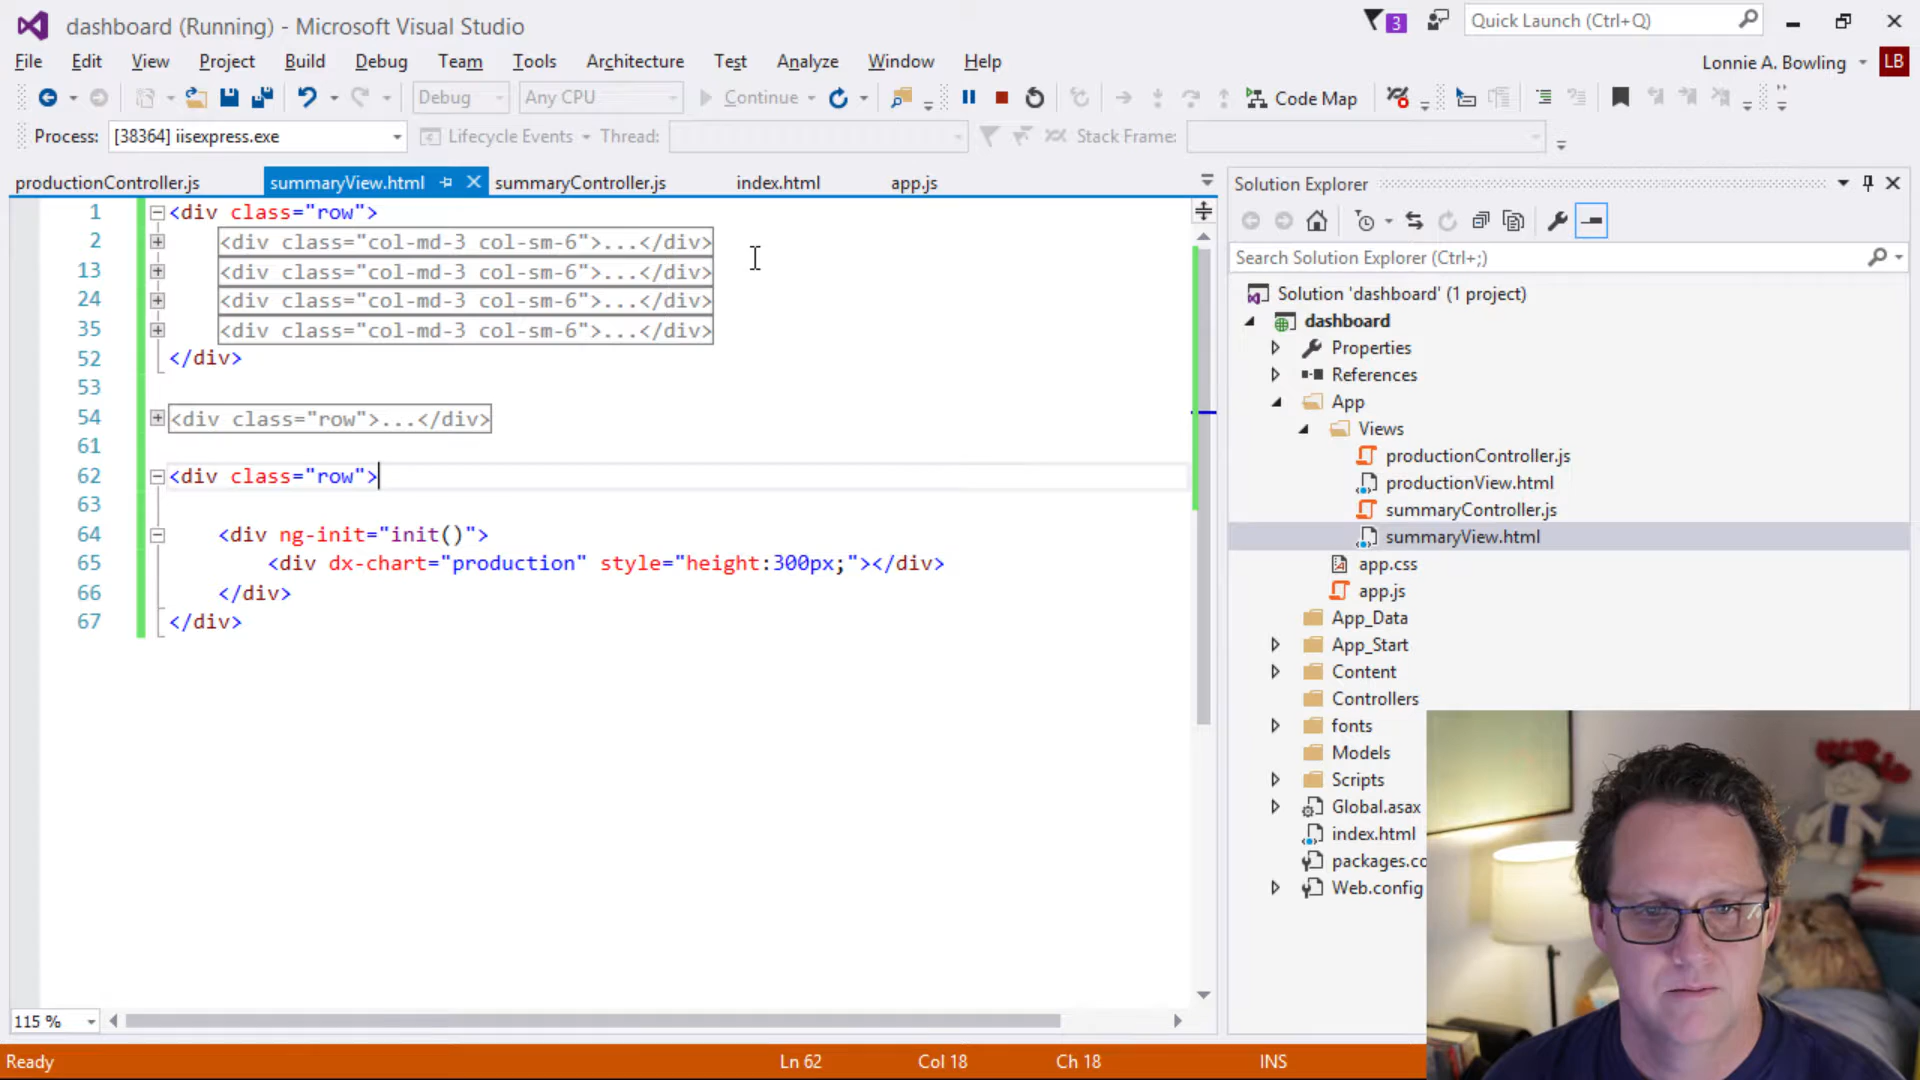 dashboard (Running) - Microsoft Visual Studio
3
Quick Launch (Ctrl+Q)
File Edit View Project Build Debug Team Tools Architecture Test Analyze Window Help
Lonnie A. Bowling LB
Debug Any CPU Continue Code Map
Process: [38364] iisexpress.exe Lifecycle Events Thread: Stack Frame:
productionController.js summaryView.html summaryController.js index.html app.js
1 <div class="row">
2 <div class="col-md-3 col-sm-6">...</div>
13 <div class="col-md-3 col-sm-6">...</div>
24 <div class="col-md-3 col-sm-6">...</div>
35 <div class="col-md-3 col-sm-6">...</div>
52 </div>
53
54 <div class="row">...</div>
61
62 <div class="row">
63
64 <div ng-init="init()">
65 <div dx-chart="production" style="height:300px;"></div>
66 </div>
67 </div>
115 %
Solution Explorer
Search Solution Explorer (Ctrl+;)
Solution 'dashboard' (1 project)
dashboard
Properties
References
App
Views
productionController.js
productionView.html
summaryController.js
summaryView.html
app.css
app.js
App_Data
App_Start
Content
Controllers
fonts
Models
Scripts
Global.asax
index.html
packages.co
Web.config
Ready Ln 62 Col 18 Ch 18 INS